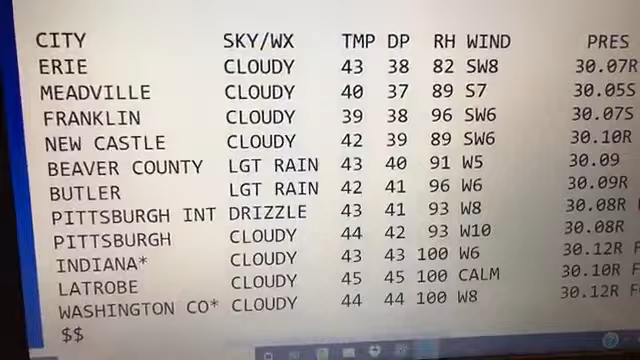 CITY SKY/WX TMP DP RH WIND PRES
ERIE CLOUDY 43 38 82 SW8 30.07R
MEADVILLE CLOUDY 40 37 89 S7 30.05S
FRANKLIN CLOUDY 39 38 96 SW6 30.07S
NEW CASTLE CLOUDY 42 39 89 SW6 30.10R
BEAVER COUNTY LGT RAIN 43 40 91 W5 30.09
BUTLER LGT RAIN 42 41 96 W6 30.09R
PITTSBURGH INT DRIZZLE 43 41 93 W8 30.08R
PITTSBURGH CLOUDY 44 42 93 W10 30.08R
INDIANA* CLOUDY 43 43 100 W6 30.12R F
LATROBE CLOUDY 45 45 100 CALM 30.10R F
WASHINGTON CO* CLOUDY 44 44 100 W8 30.12R F
$$